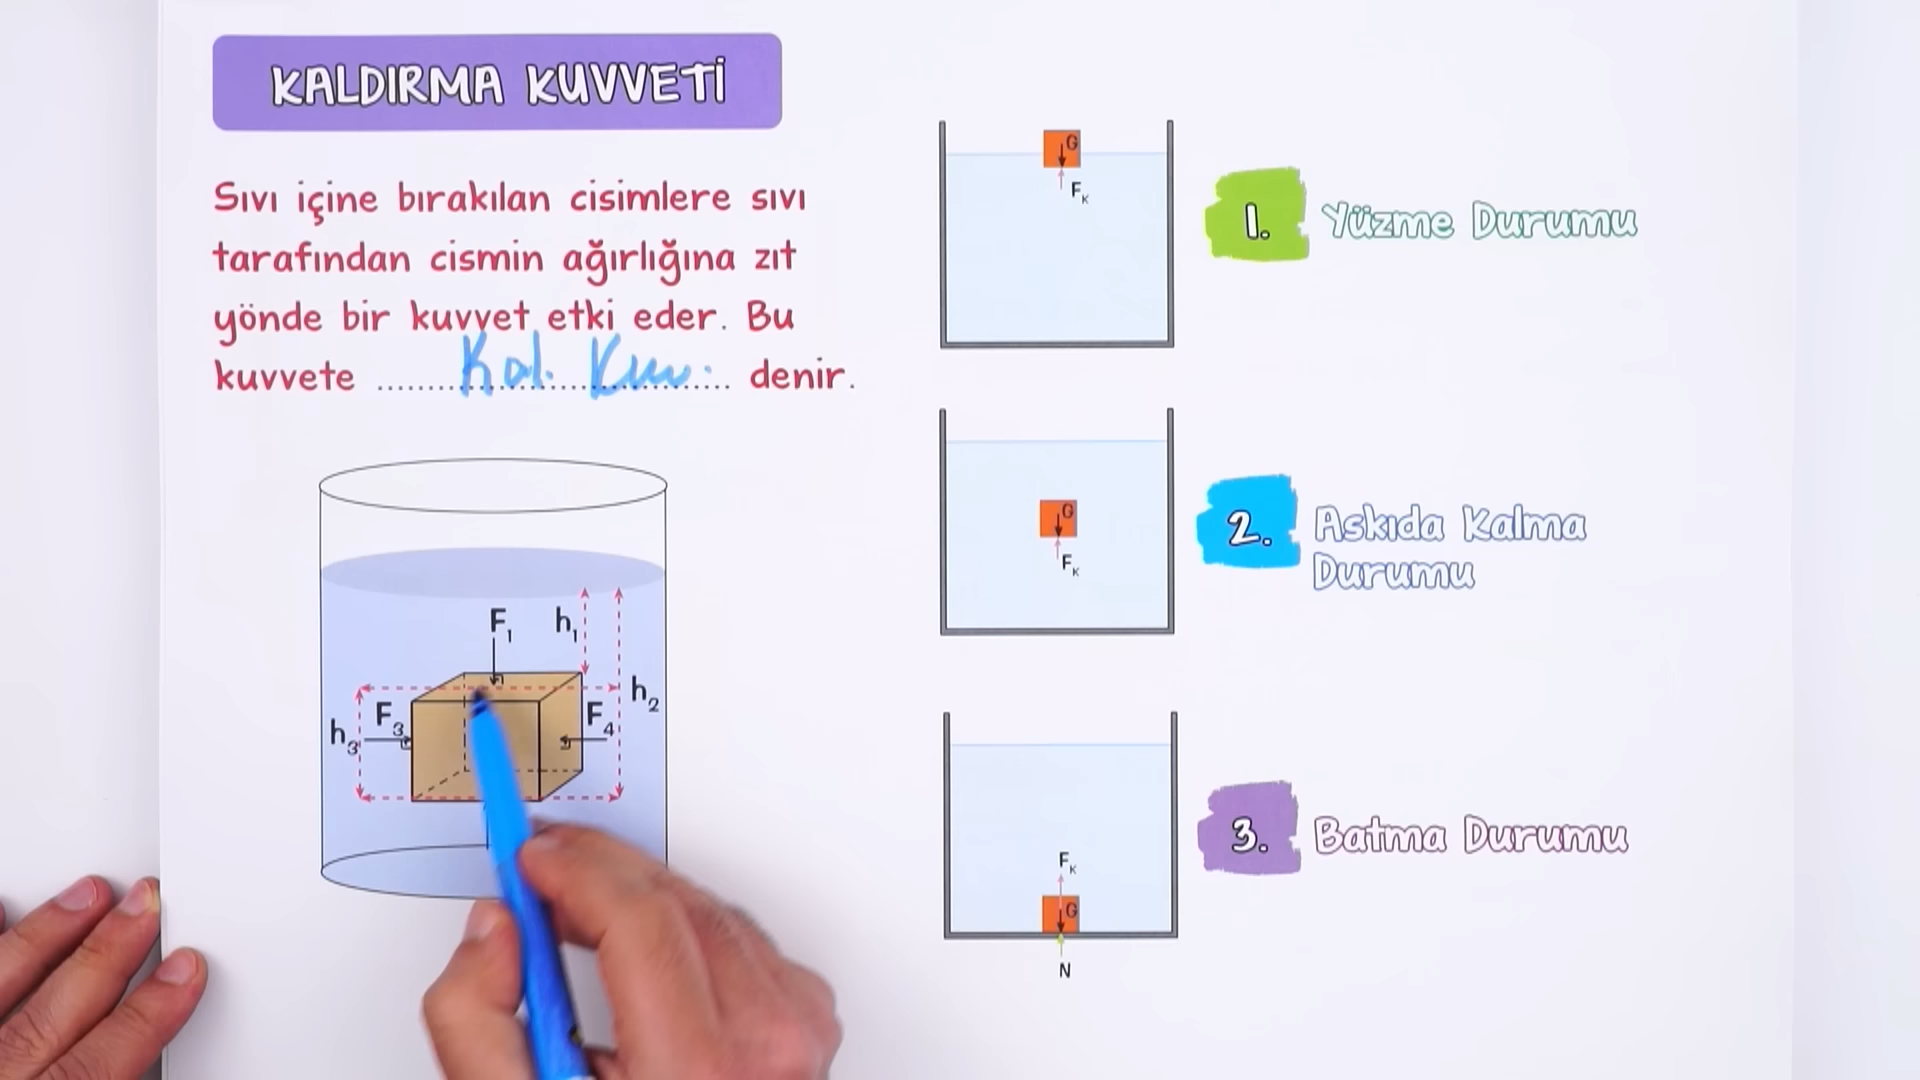 KALDIRMA KUVVETİ
Sıvı içine bırakılan cisimlere sıvı
tarafından cismin ağırlığına zıt
yönde bir kuvvet etki eder. Bu
kuvvete .......Kal. Kuv....... denir.
F₁
h₁
h₂
F₃
F₄
h₃
G
Fₖ
1. Yüzme Durumu
G
Fₖ
2. Askıda Kalma
Durumu
Fₖ
G
N
3. Batma Durumu